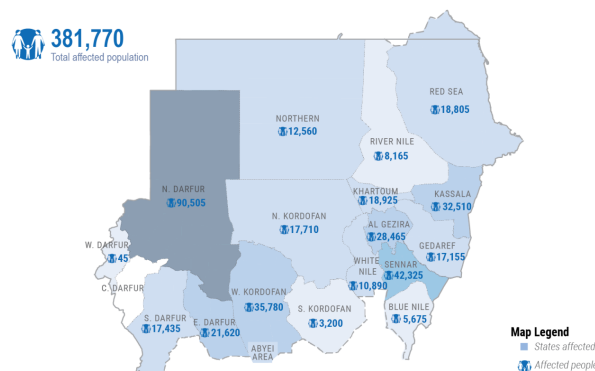 381,770
Total affected population
RED SEA
18,805
NORTHERN
12,560
RIVER NILE
8,165
N. DARFUR
90,505
KHARTOUM
18,925
KASSALA
32,510
N. KORDOFAN
17,710
AL GEZIRA
28,465
GEDAREF
17,155
W. DARFUR
45
WHITE
NILE
10,890
SENNAR
42,325
C. DARFUR
W. KORDOFAN
35,780
S. KORDOFAN
3,200
BLUE NILE
5,675
S. DARFUR
17,435
E. DARFUR
21,620
ABYEI
AREA
Map Legend
States affected
Affected people